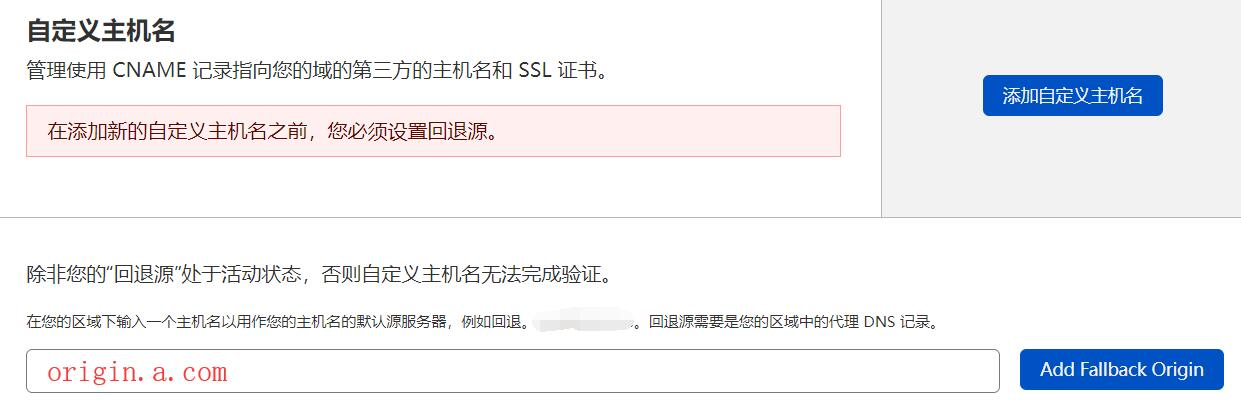 自定义主机名
管理使用 CNAME 记录指向您的域的第三方的主机名和 SSL 证书。
添加自定义主机名
在添加新的自定义主机名之前，您必须设置回退源。
除非您的“回退源”处于活动状态，否则自定义主机名无法完成验证。
在您的区域下输入一个主机名以用作您的主机名的默认源服务器，例如回退。 。回退源需要是您的区域中的代理 DNS 记录。
origin.a.com
Add Fallback Origin